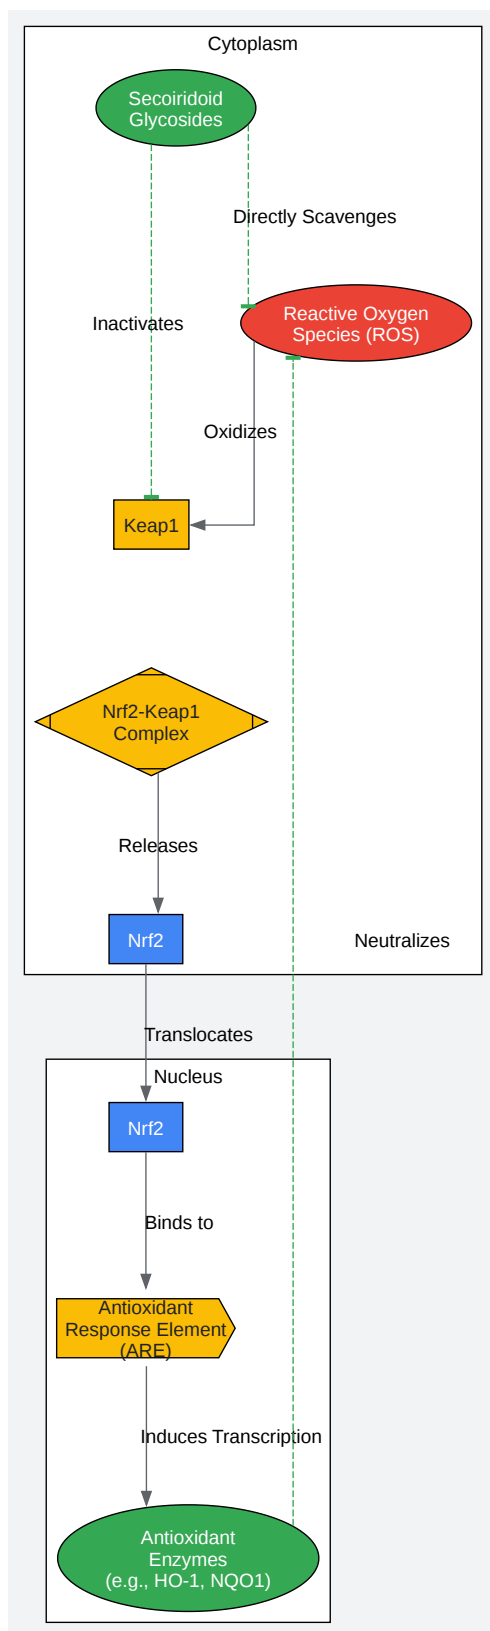 Cytoplasm
Secoiridoid
Glycosides
Directly Scavenges
Reactive Oxygen
Species (ROS)
Inactivates
Oxidizes
Keap1
Nrf2-Keap1
Complex
Releases
Nrf2
Neutralizes
Translocates
Nucleus
Nrf2
Binds to
Antioxidant
Response Element
(ARE)
Induces Transcription
Antioxidant
Enzymes
(e.g., HO-1, NQO1)